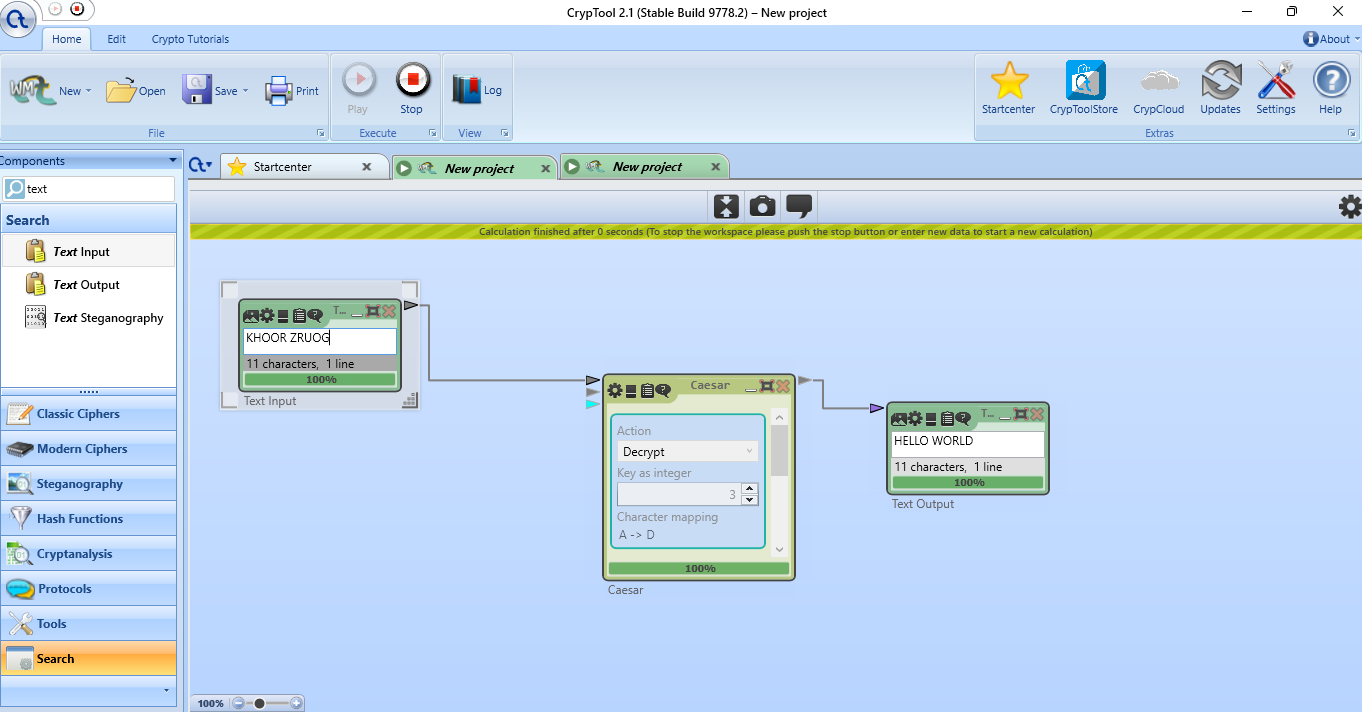 CrypTool 2.1 (Stable Build 9778.2) – New project
Home Edit Crypto Tutorials About
New Open Save Print Play Stop Log Startcenter CrypToolStore CrypCloud Updates Settings Help
File Execute View Extras
Components
Startcenter New project New project
text
Search
Calculation finished after 0 seconds (To stop the workspace please push the stop button or enter new data to start a new calculation)
Text Input
Text Output
Text Steganography
T...
KHOOR ZRUOG
11 characters, 1 line
100%
Text Input
Caesar
Action
Decrypt
Key as integer
3
Character mapping
A -> D
100%
Caesar
T...
HELLO WORLD
11 characters, 1 line
100%
Text Output
Classic Ciphers
Modern Ciphers
Steganography
Hash Functions
Cryptanalysis
Protocols
Tools
Search
100%